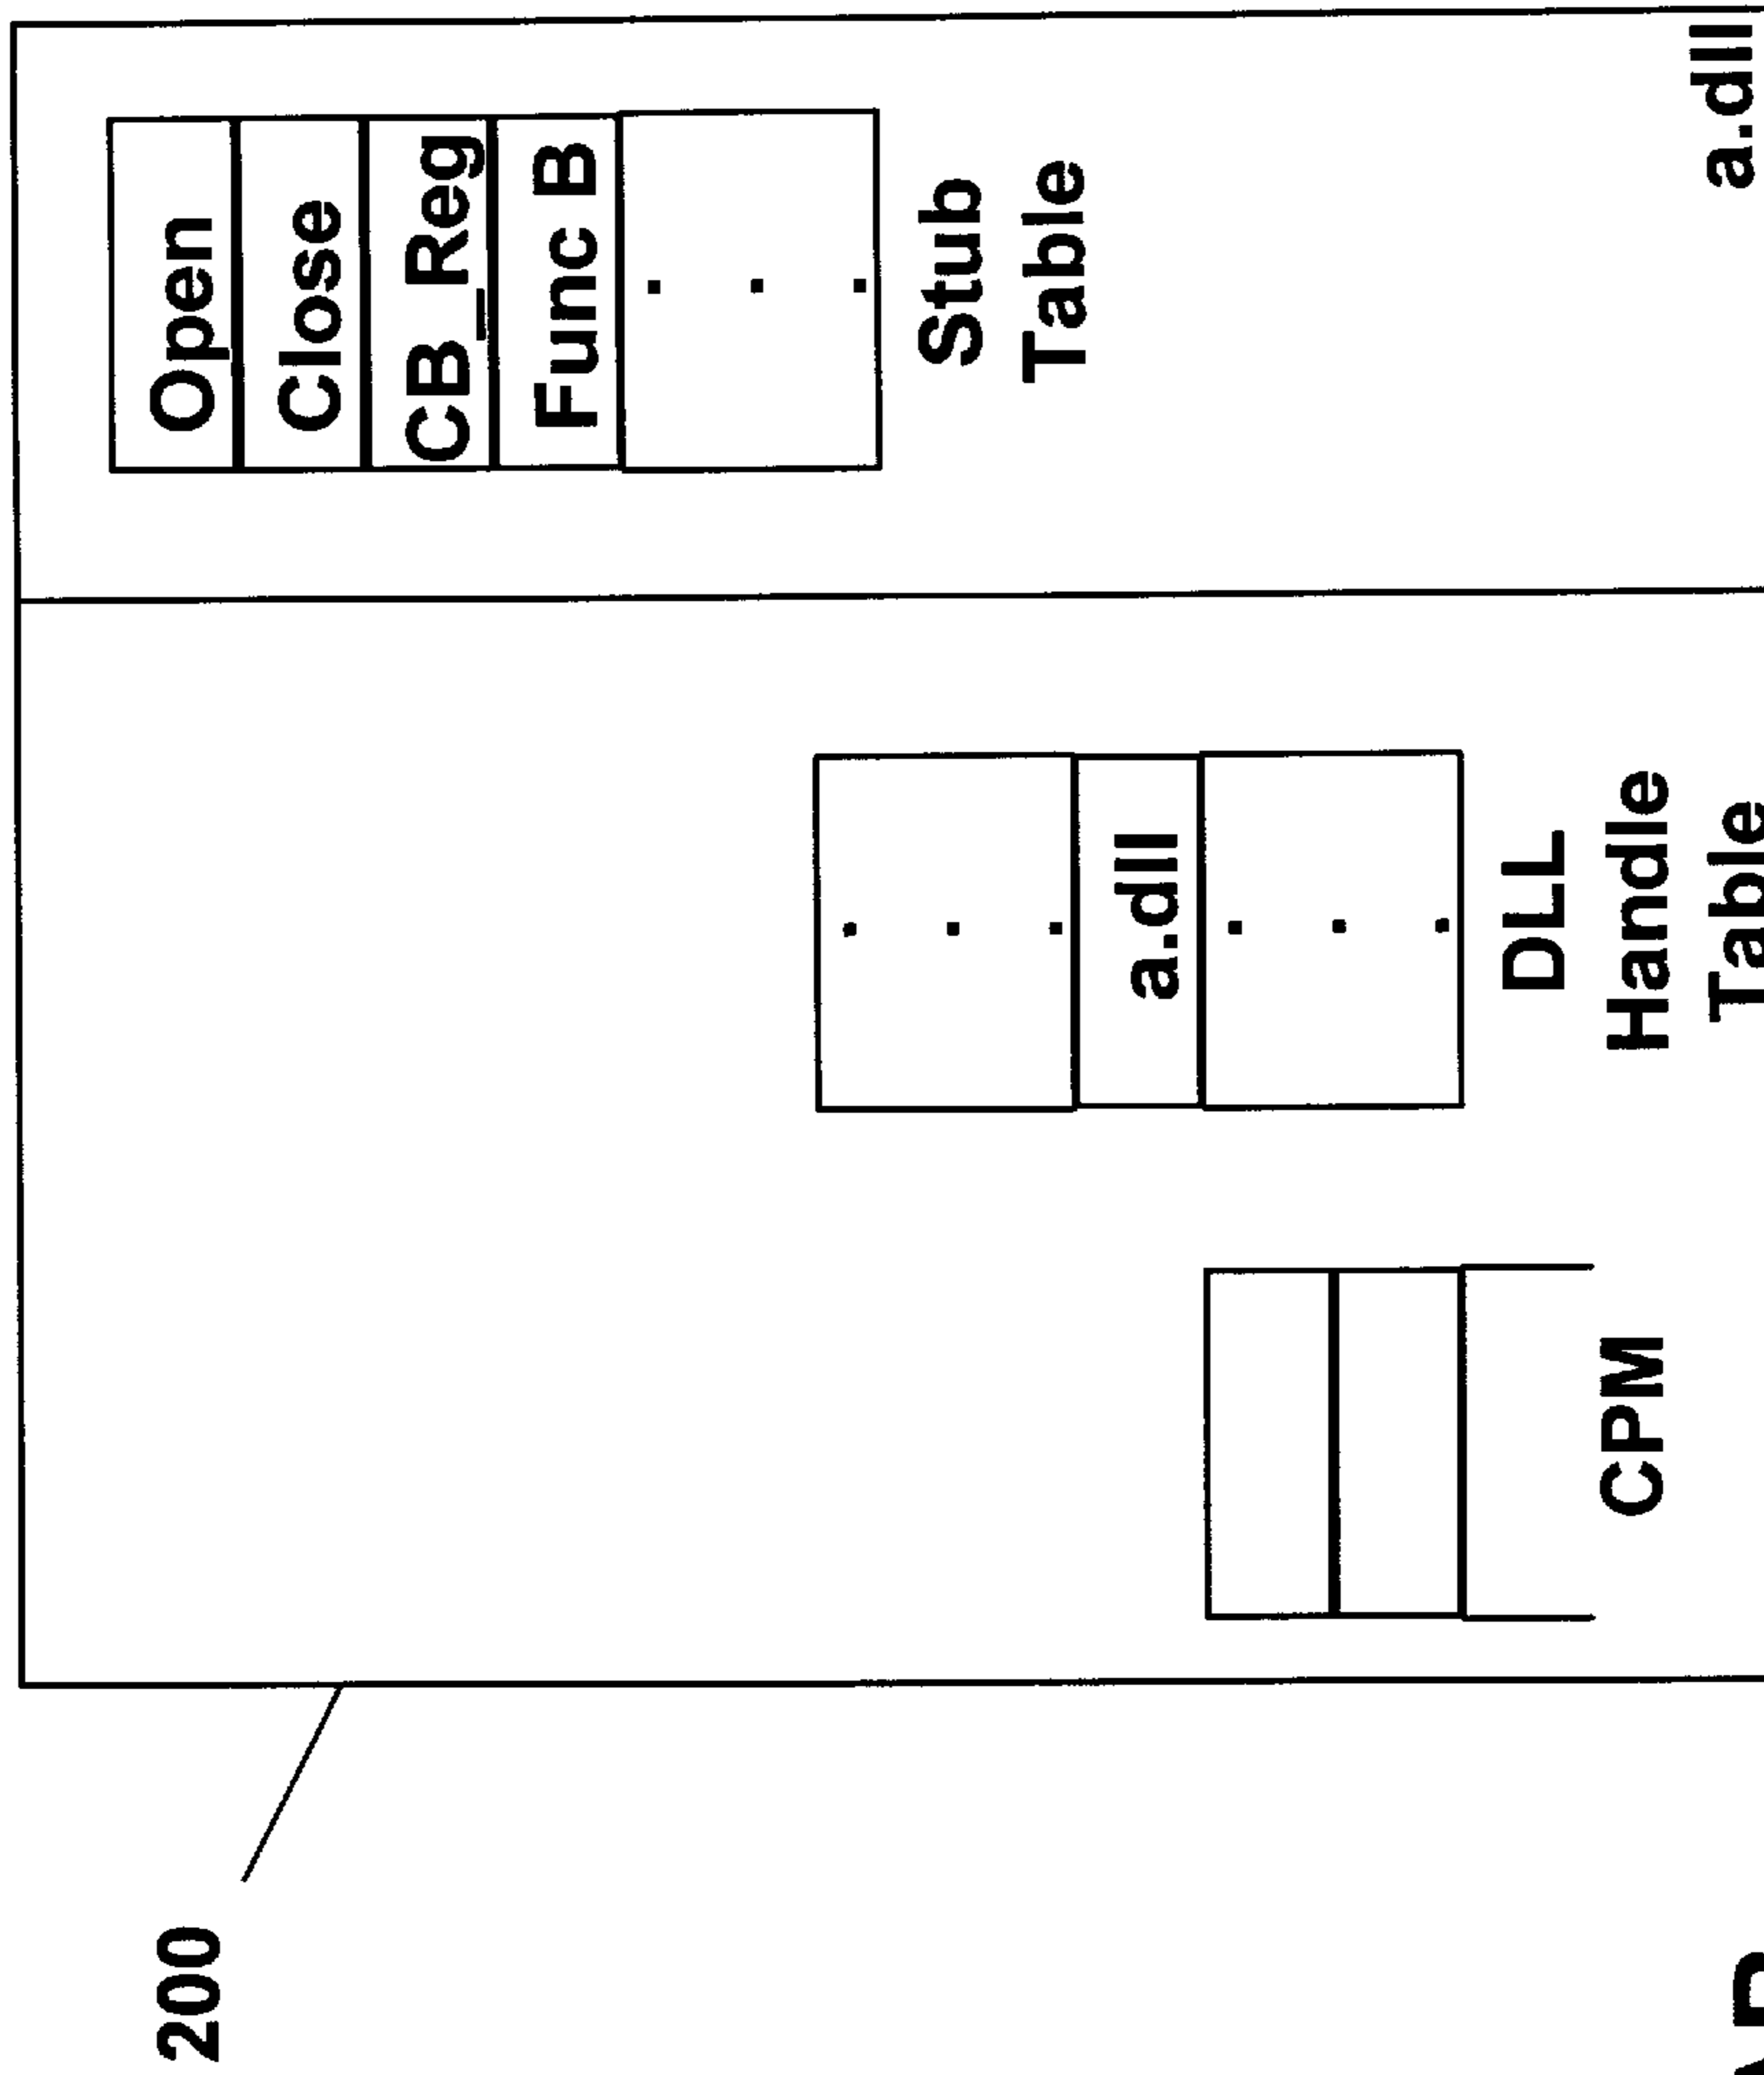 200
Open
Close
CB_Reg
Func B
Stub
Table
a.dll
DLL
Handle
Table
CPM
a.dll